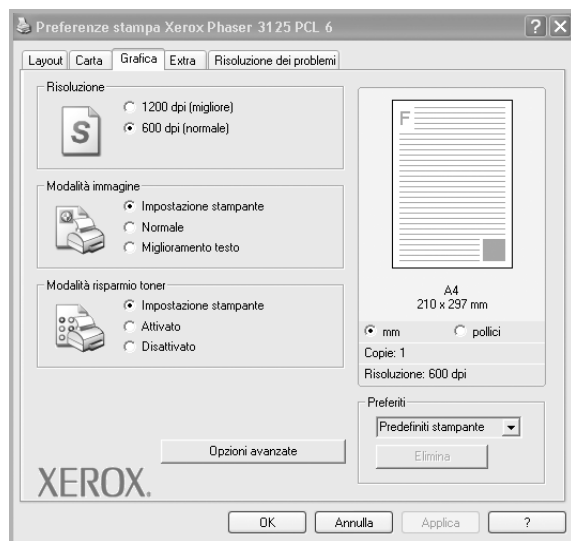 Preferenze stampa Xerox Phaser 3125 PCL 6
Layout Carta Grafica Extra Risoluzione dei problemi
Risoluzione
S
1200 dpi (migliore)
600 dpi (normale)
Modalità immagine
Impostazione stampante
Normale
Miglioramento testo
Modalità risparmio toner
Impostazione stampante
Attivato
Disattivato
Opzioni avanzate
XEROX.
F
A4
210 x 297 mm
mm pollici
Copie: 1
Risoluzione: 600 dpi
Preferiti
Predefiniti stampante
Elimina
OK Annulla Applica ?